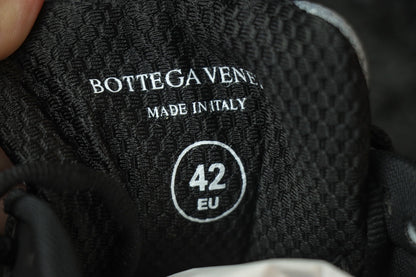 BOTTEGA VENE
MADE IN ITALY
42
EU